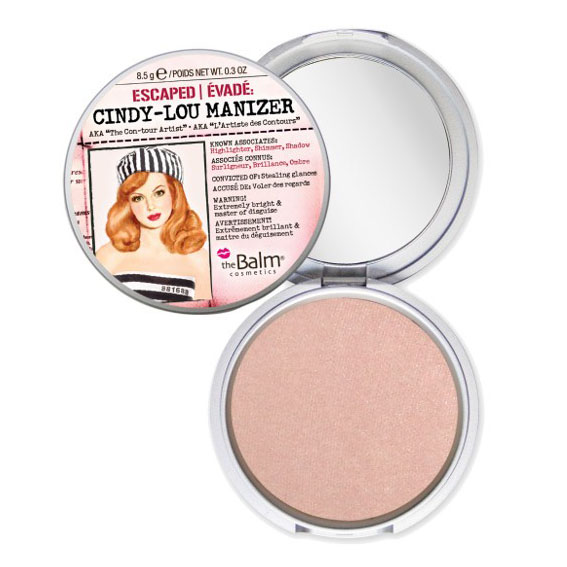 8.5 g ℮ /POIDS NET WT. 0.3 OZ
ESCAPED | ÉVADÉ:
CINDY-LOU MANIZER
AKA "The Con-tour Artist" • AKA "L'Artiste des Contours"
KNOWN ASSOCIATES:
Highlighter, Shimmer, Shadow
ASSOCIÉS CONNUS:
Surligneur, Brillance, Ombre
CONVICTED OF: Stealing glances
ACCUSÉ DE: Voler des regards
WARNING!
Extremely bright &
master of disguise
AVERTISSEMENT!
Extrêmement brillant &
maître du déguisement
theBalm®
cosmetics
981688